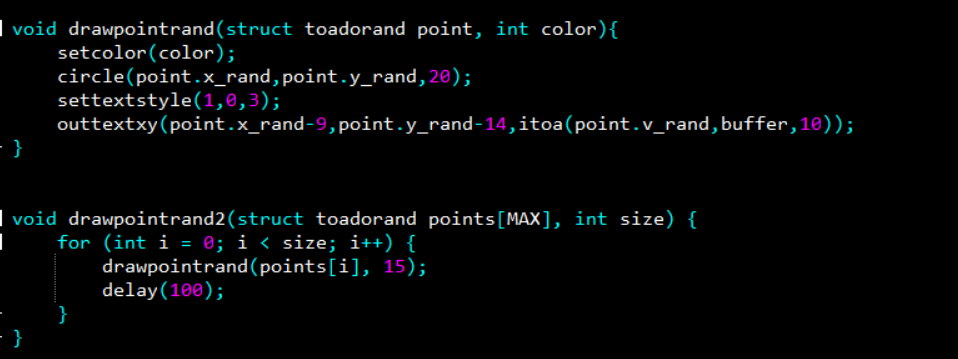 void drawpointrand(struct toadorand point, int color){
    setcolor(color);
    circle(point.x_rand,point.y_rand,20);
    settextstyle(1,0,3);
    outtextxy(point.x_rand-9,point.y_rand-14,itoa(point.v_rand,buffer,10));
}
void drawpointrand2(struct toadorand points[MAX], int size) {
    for (int i = 0; i < size; i++) {
        drawpointrand(points[i], 15);
        delay(100);
    }
}